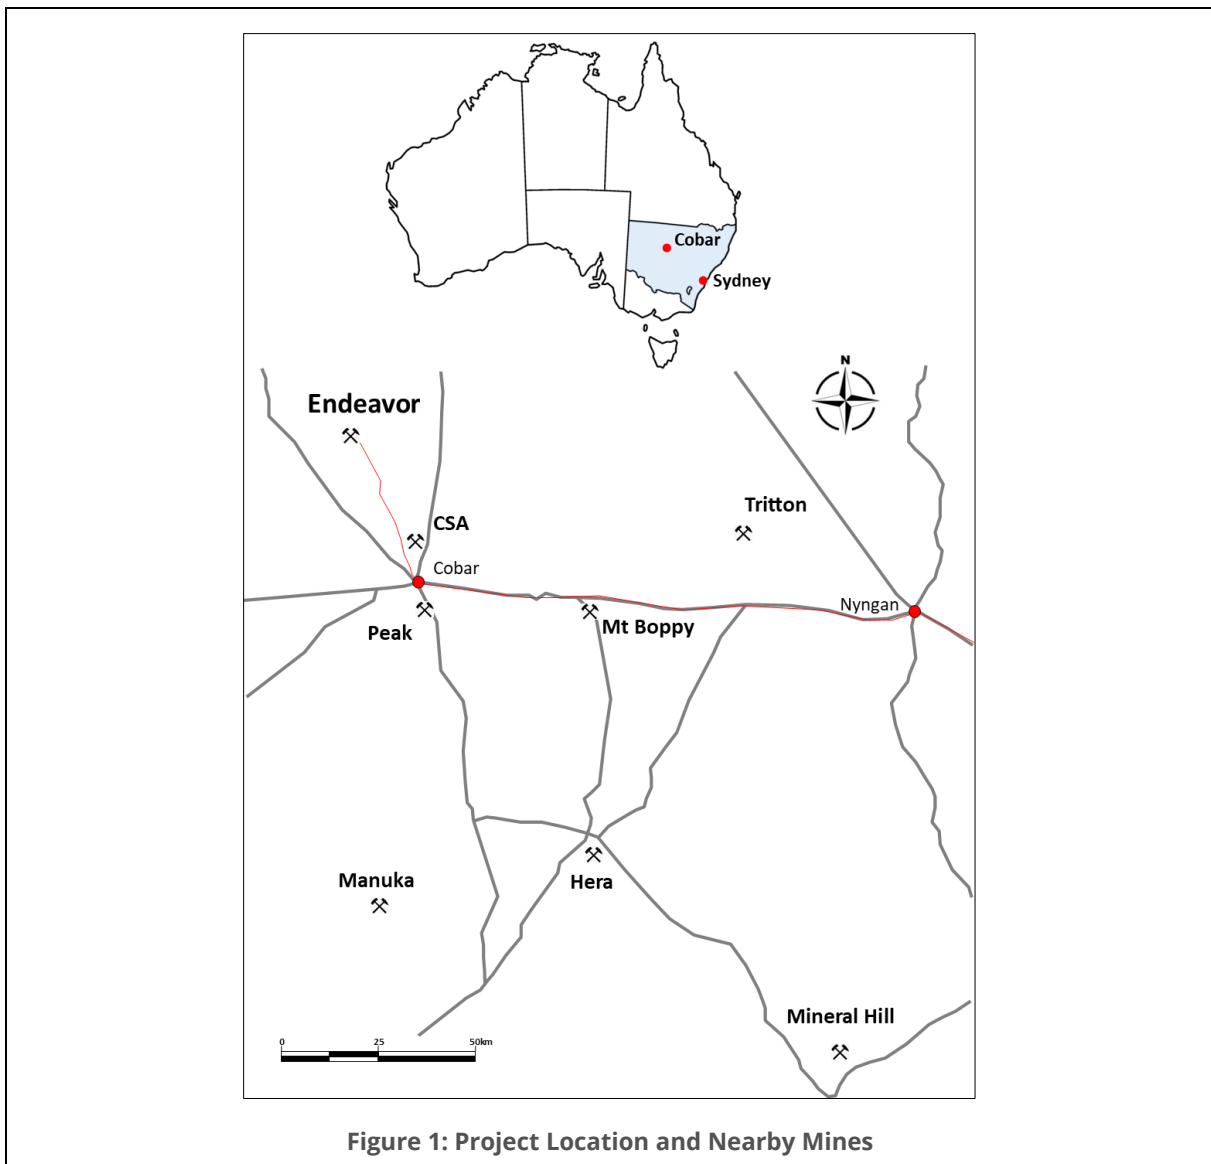 Cobar
Sydney
N
Endeavor
CSA
Tritton
Cobar
Nyngan
Peak
Mt Boppy
Manuka
Hera
Mineral Hill
0 25 50km
Figure 1: Project Location and Nearby Mines